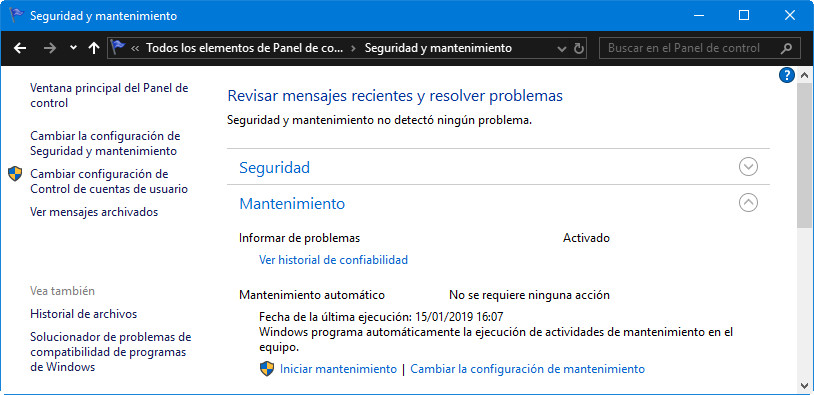 Seguridad y mantenimiento
« Todos los elementos de Panel de co... > Seguridad y mantenimiento
Buscar en el Panel de control
Ventana principal del Panel de
control
Cambiar la configuración de
Seguridad y mantenimiento
Cambiar configuración de
Control de cuentas de usuario
Ver mensajes archivados
Vea también
Historial de archivos
Solucionador de problemas de
compatibilidad de programas
de Windows
?
Revisar mensajes recientes y resolver problemas
Seguridad y mantenimiento no detectó ningún problema.
Seguridad
Mantenimiento
Informar de problemas Activado
Ver historial de confiabilidad
Mantenimiento automático No se requiere ninguna acción
Fecha de la última ejecución: 15/01/2019 16:07
Windows programa automáticamente la ejecución de actividades de mantenimiento en el
equipo.
Iniciar mantenimiento | Cambiar la configuración de mantenimiento